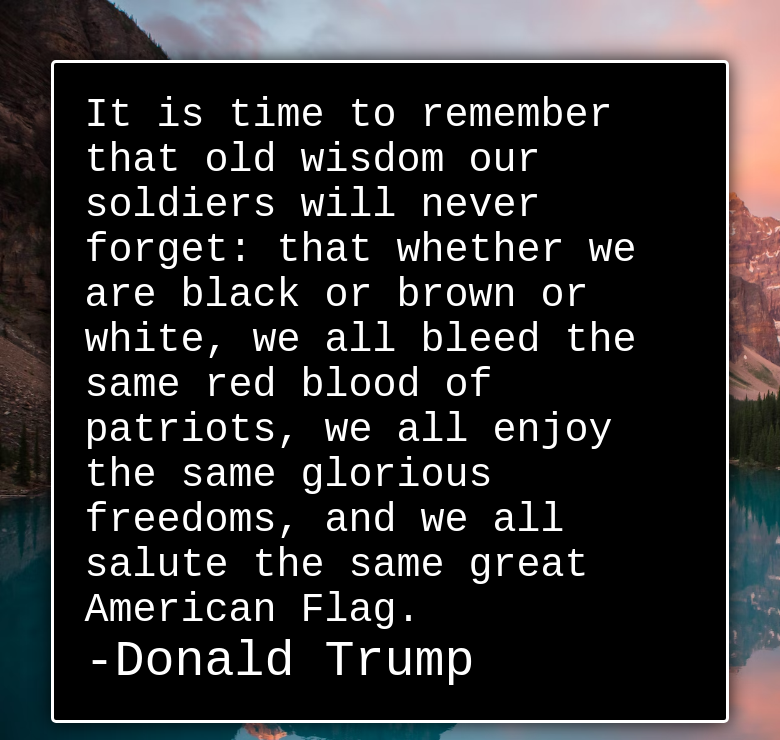 It is time to remember
that old wisdom our
soldiers will never
forget: that whether we
are black or brown or
white, we all bleed the
same red blood of
patriots, we all enjoy
the same glorious
freedoms, and we all
salute the same great
American Flag.
-Donald Trump